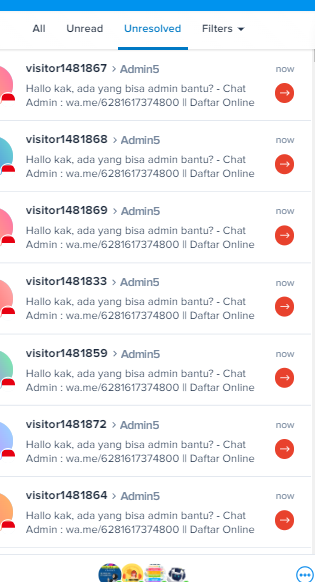 All Unread Unresolved Filters
visitor1481867 > Admin5 now
Hallo kak, ada yang bisa admin bantu? - Chat
Admin : wa.me/6281617374800 || Daftar Online
visitor1481868 > Admin5 now
Hallo kak, ada yang bisa admin bantu? - Chat
Admin : wa.me/6281617374800 || Daftar Online
visitor1481869 > Admin5 now
Hallo kak, ada yang bisa admin bantu? - Chat
Admin : wa.me/6281617374800 || Daftar Online
visitor1481833 > Admin5 now
Hallo kak, ada yang bisa admin bantu? - Chat
Admin : wa.me/6281617374800 || Daftar Online
visitor1481859 > Admin5 now
Hallo kak, ada yang bisa admin bantu? - Chat
Admin : wa.me/6281617374800 || Daftar Online
visitor1481872 > Admin5 now
Hallo kak, ada yang bisa admin bantu? - Chat
Admin : wa.me/6281617374800 || Daftar Online
visitor1481864 > Admin5 now
Hallo kak, ada yang bisa admin bantu? - Chat
Admin : wa.me/6281617374800 || Daftar Online